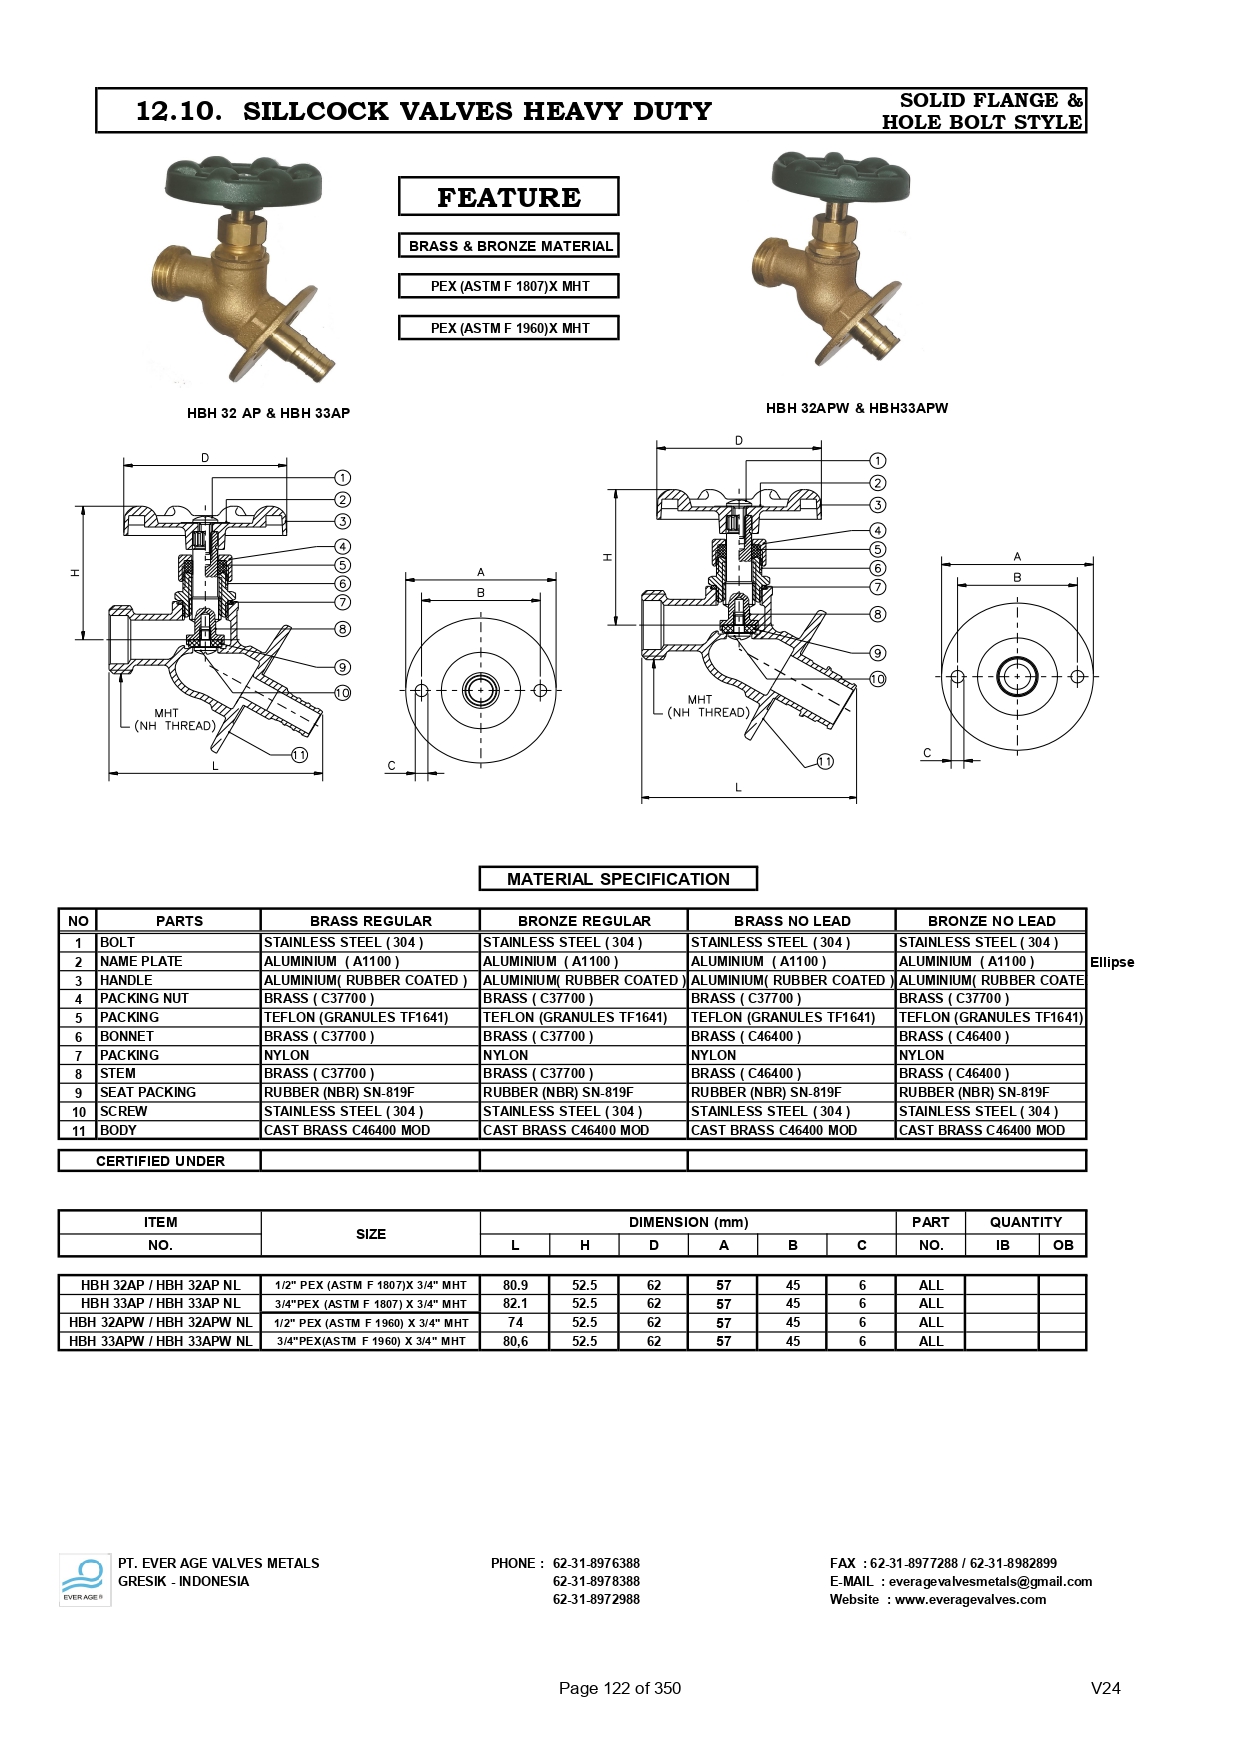 12.10. SILLCOCK VALVES HEAVY DUTY
SOLID FLANGE &
HOLE BOLT STYLE
FEATURE
BRASS & BRONZE MATERIAL
PEX (ASTM F 1807)X MHT
PEX (ASTM F 1960)X MHT
HBH 32 AP & HBH 33AP
HBH 32APW & HBH33APW
D
1
2
3
4
5
6
7
8
9
10
11
H
MHT
(NH THREAD)
L
A
B
C
D
1
2
3
4
5
6
7
8
9
10
11
H
MHT
(NH THREAD)
L
A
B
C
MATERIAL SPECIFICATION
NO PARTS BRASS REGULAR BRONZE REGULAR BRASS NO LEAD BRONZE NO LEAD
1 BOLT STAINLESS STEEL ( 304 ) STAINLESS STEEL ( 304 ) STAINLESS STEEL ( 304 ) STAINLESS STEEL ( 304 )
2 NAME PLATE ALUMINIUM ( A1100 ) ALUMINIUM ( A1100 ) ALUMINIUM ( A1100 ) ALUMINIUM ( A1100 ) Ellipse
3 HANDLE ALUMINIUM( RUBBER COATED ) ALUMINIUM( RUBBER COATED ) ALUMINIUM( RUBBER COATED ) ALUMINIUM( RUBBER COATE
4 PACKING NUT BRASS ( C37700 ) BRASS ( C37700 ) BRASS ( C37700 ) BRASS ( C37700 )
5 PACKING TEFLON (GRANULES TF1641) TEFLON (GRANULES TF1641) TEFLON (GRANULES TF1641) TEFLON (GRANULES TF1641)
6 BONNET BRASS ( C37700 ) BRASS ( C37700 ) BRASS ( C46400 ) BRASS ( C46400 )
7 PACKING NYLON NYLON NYLON NYLON
8 STEM BRASS ( C37700 ) BRASS ( C37700 ) BRASS ( C46400 ) BRASS ( C46400 )
9 SEAT PACKING RUBBER (NBR) SN-819F RUBBER (NBR) SN-819F RUBBER (NBR) SN-819F RUBBER (NBR) SN-819F
10 SCREW STAINLESS STEEL ( 304 ) STAINLESS STEEL ( 304 ) STAINLESS STEEL ( 304 ) STAINLESS STEEL ( 304 )
11 BODY CAST BRASS C46400 MOD CAST BRASS C46400 MOD CAST BRASS C46400 MOD CAST BRASS C46400 MOD
CERTIFIED UNDER
ITEM SIZE DIMENSION (mm) PART QUANTITY
NO. L H D A B C NO. IB OB
HBH 32AP / HBH 32AP NL 1/2" PEX (ASTM F 1807)X 3/4" MHT 80.9 52.5 62 57 45 6 ALL
HBH 33AP / HBH 33AP NL 3/4"PEX (ASTM F 1807) X 3/4" MHT 82.1 52.5 62 57 45 6 ALL
HBH 32APW / HBH 32APW NL 1/2" PEX (ASTM F 1960) X 3/4" MHT 74 52.5 62 57 45 6 ALL
HBH 33APW / HBH 33APW NL 3/4"PEX(ASTM F 1960) X 3/4" MHT 80,6 52.5 62 57 45 6 ALL
EVER AGE ®
PT. EVER AGE VALVES METALS PHONE : 62-31-8976388 FAX : 62-31-8977288 / 62-31-8982899
GRESIK - INDONESIA 62-31-8978388 E-MAIL : everagevalvesmetals@gmail.com
62-31-8972988 Website : www.everagevalves.com
Page 122 of 350 V24